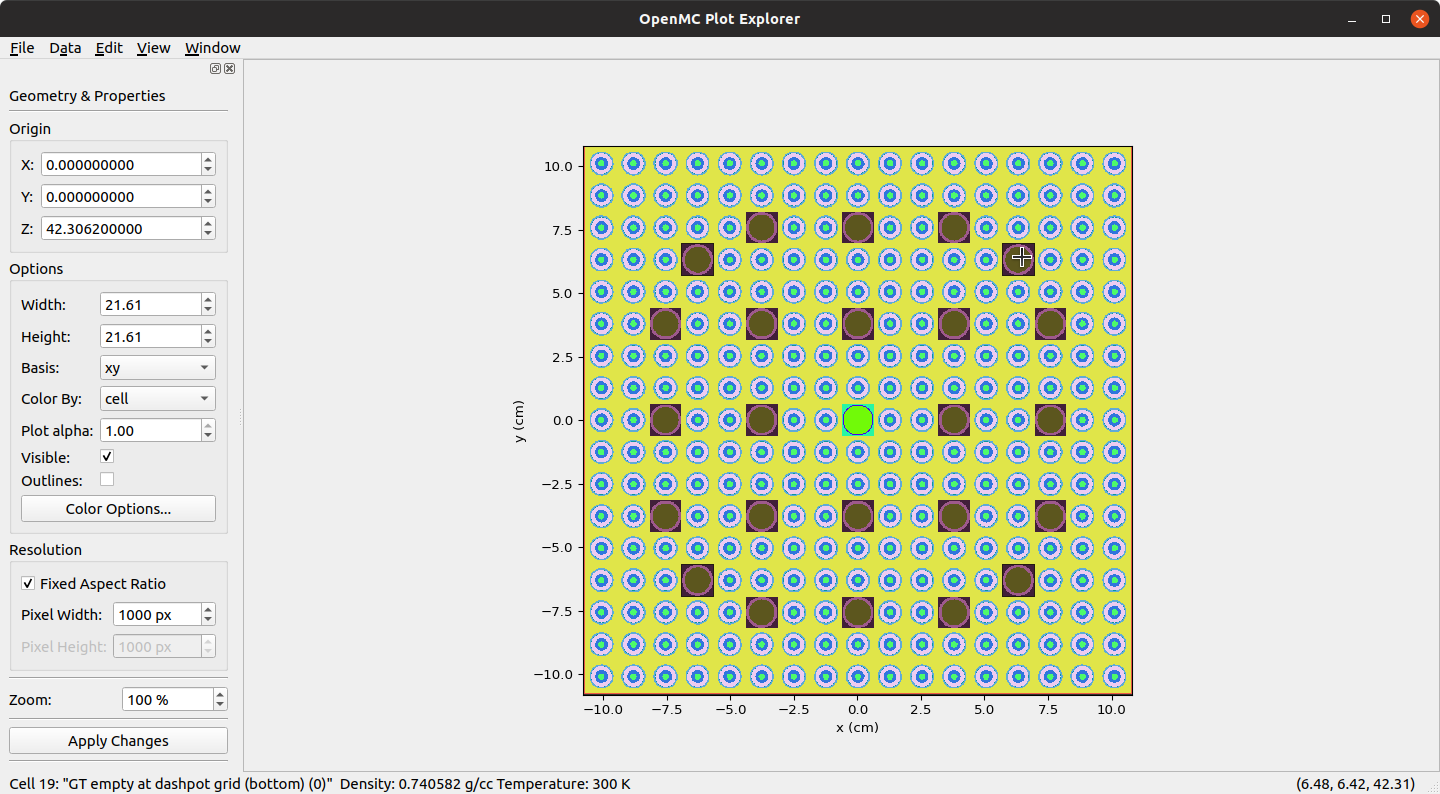 OpenMC Plot Explorer
File Data Edit View Window
Geometry & Properties
Origin
X: 0.000000000
Y: 0.000000000
Z: 42.306200000
Options
Width: 21.61
Height: 21.61
Basis: xy
Color By: cell
Plot alpha: 1.00
Visible:
Outlines:
Color Options...
Resolution
Fixed Aspect Ratio
Pixel Width: 1000 px
Pixel Height: 1000 px
Zoom: 100 %
Apply Changes
10.0
7.5
5.0
2.5
0.0
−2.5
−5.0
−7.5
−10.0
y (cm)
−10.0 −7.5 −5.0 −2.5 0.0 2.5 5.0 7.5 10.0
x (cm)
Cell 19: "GT empty at dashpot grid (bottom) (0)" Density: 0.740582 g/cc Temperature: 300 K (6.48, 6.42, 42.31)